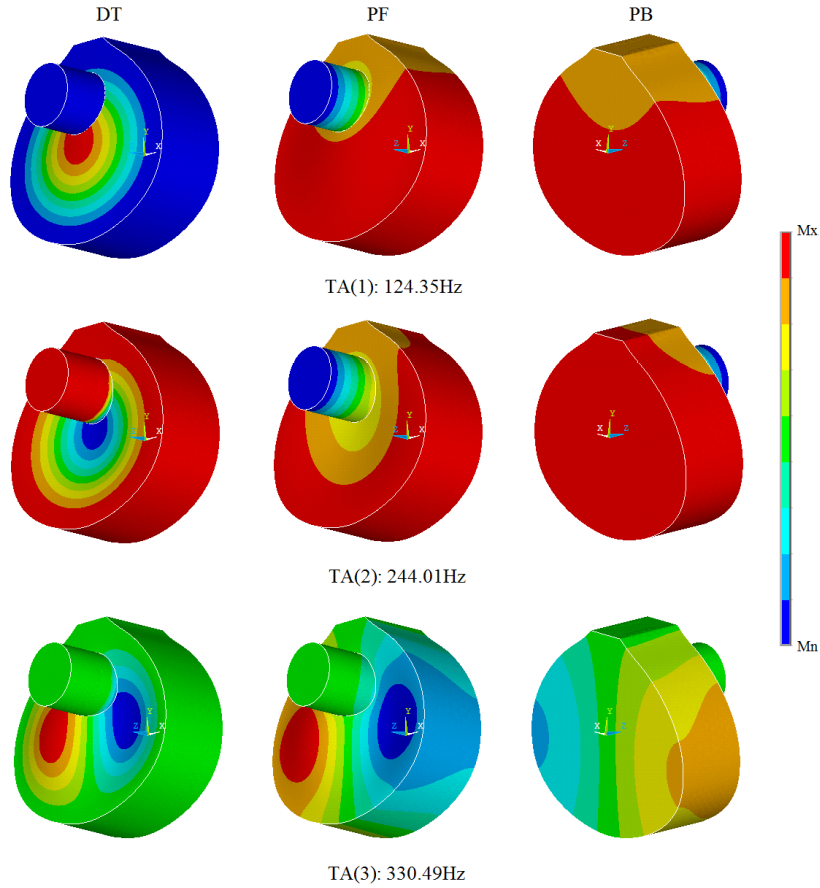 DT PF PB
Y Z X
Y Z X
Y X Z
Mx
TA(1): 124.35Hz
Y Z X
Y Z X
Y X Z
TA(2): 244.01Hz
Mn
Y Z X
Y Z X
Y X Z
TA(3): 330.49Hz